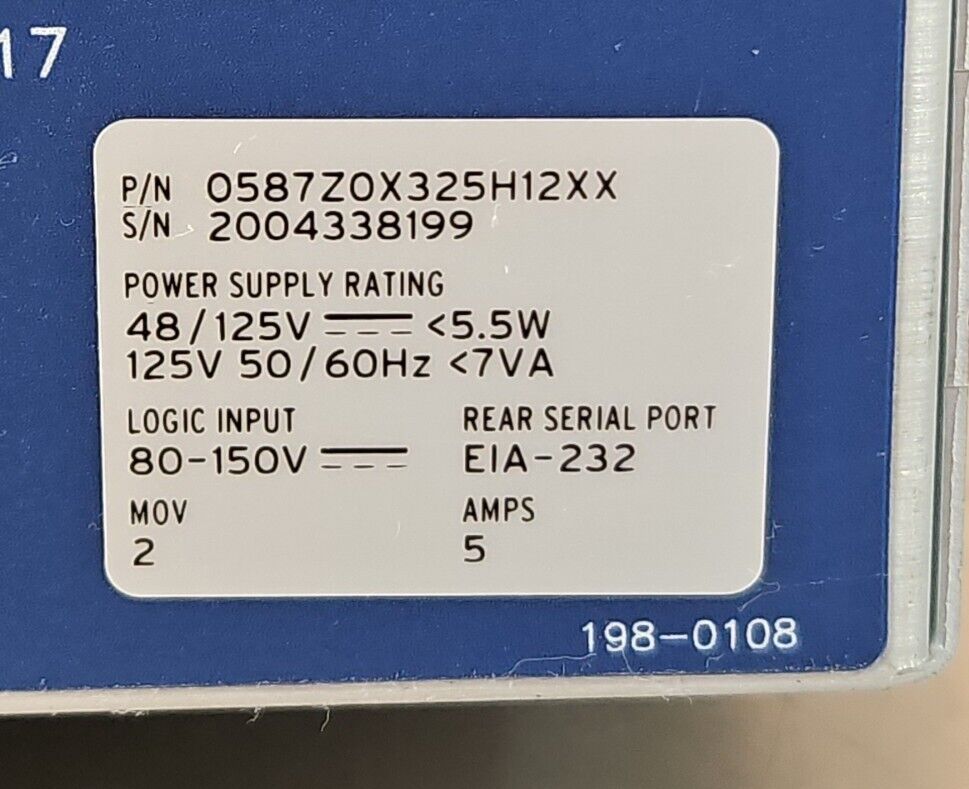 17
P/N 0587Z0X325H12XX
S/N 2004338199
POWER SUPPLY RATING
48/125V <5.5W
125V 50/60Hz <7VA
LOGIC INPUT REAR SERIAL PORT
80-150V EIA-232
MOV AMPS
2 5
198-0108